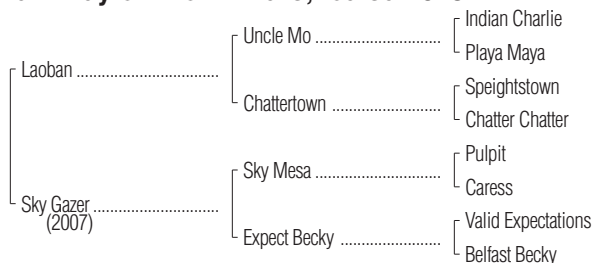 Indian Charlie
Uncle Mo
Playa Maya
Laoban
Speightstown
Chattertown
Chatter Chatter
Pulpit
Sky Mesa
Caress
Sky Gazer
(2007)
Valid Expectations
Expect Becky
Belfast Becky